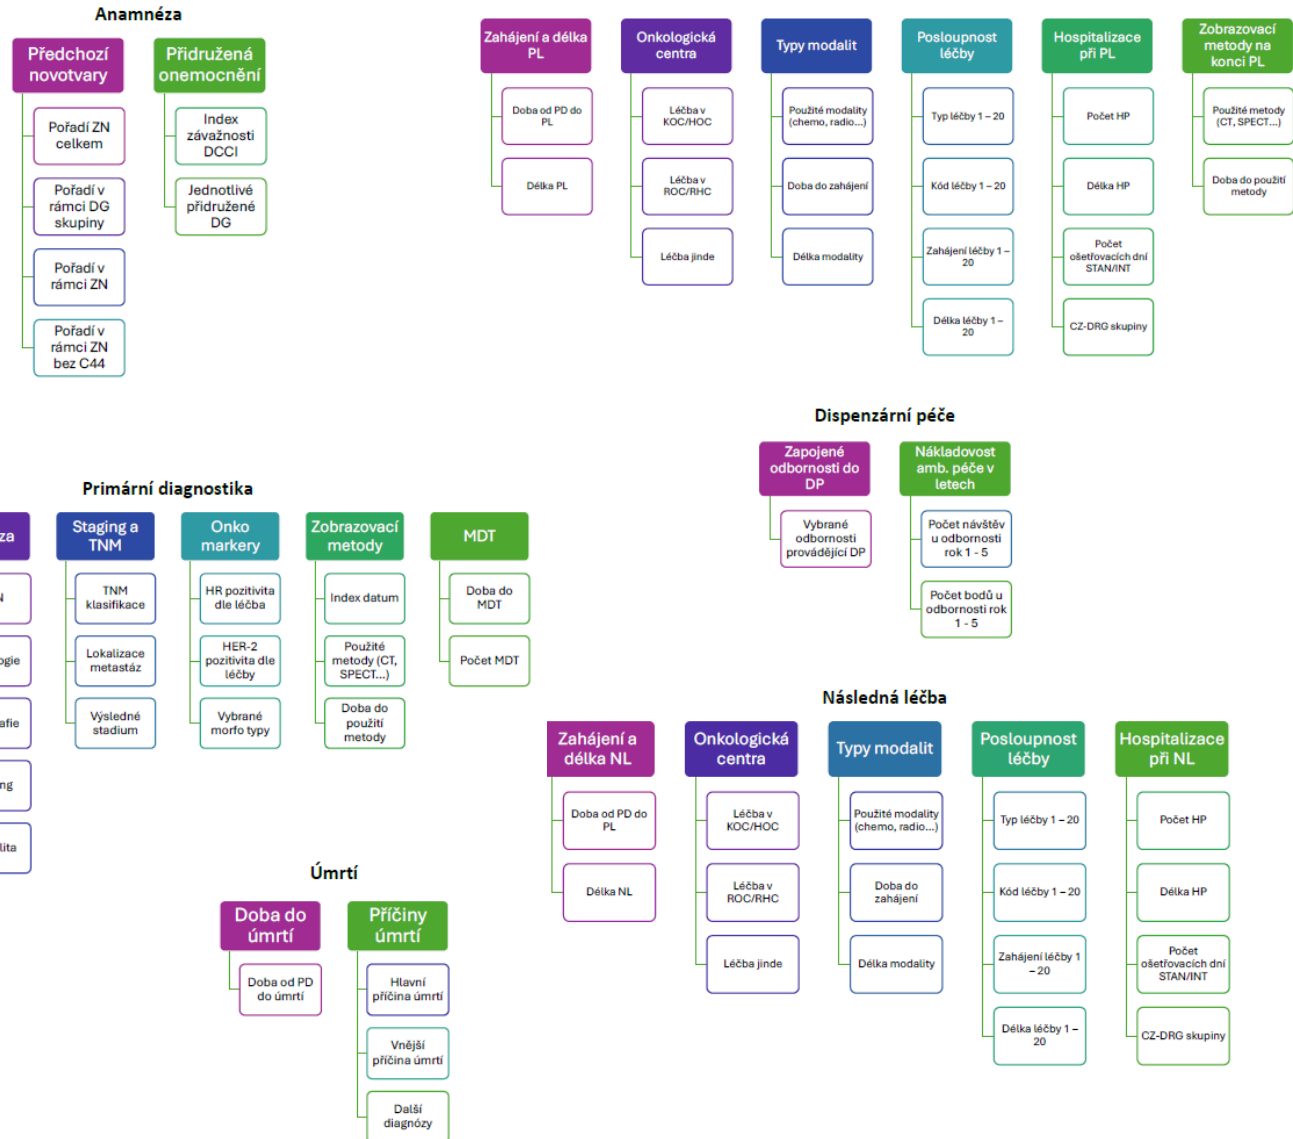 Anamnéza
Předchozí
novotvary
Pořadí ZN
celkem
Pořadí v
rámci DG
skupiny
Pořadí v
rámci ZN
Pořadí v
rámci ZN
bez C44
Přidružená
onemocnění
Index
závažnosti
DCCI
Jednotlivé
přidružené
DG
Zahájení a délka
PL
Doba od PD do
PL
Délka PL
Onkologická
centra
Léčba v
KOC/HOC
Léčba v
ROC/RHC
Léčba jinde
Typy modalit
Použité modality
(chemo, radio...)
Doba do zahájení
Délka modality
Posloupnost
léčby
Typ léčby 1 – 20
Kód léčby 1 – 20
Zahájení léčby 1 –
20
Délka léčby 1 –
20
Hospitalizace
při PL
Počet HP
Délka HP
Počet
ošetřovacích dní
STAN/INT
CZ-DRG skupiny
Zobrazovací
metody na
konci PL
Použité metody
(CT, SPECT...)
Doba do použití
metody
Dispenzární péče
Zapojené
odbornosti do
DP
Vybrané
odbornosti
provádějící DP
Nákladovost
amb. péče v
letech
Počet návštěv
u odbornosti
rok 1 - 5
Počet bodů u
odbornosti rok
1 - 5
Primární diagnostika
za
N
ogie
afie
ng
lita
Staging a
TNM
TNM
klasifikace
Lokalizace
metastáz
Výsledné
stadium
Onko
markery
HR pozitivita
dle léčba
HER-2
pozitivita dle
léčby
Vybrané
morfo typy
Zobrazovací
metody
Index datum
Použité
metody (CT,
SPECT...)
Doba do
použití
metody
MDT
Doba do
MDT
Počet MDT
Následná léčba
Zahájení a
délka NL
Doba od PD do
PL
Délka NL
Onkologická
centra
Léčba v
KOC/HOC
Léčba v
ROC/RHC
Léčba jinde
Typy modalit
Použité modality
(chemo, radio...)
Doba do
zahájení
Délka modality
Posloupnost
léčby
Typ léčby 1 – 20
Kód léčby 1 – 20
Zahájení léčby 1
– 20
Délka léčby 1 –
20
Hospitalizace
při NL
Počet HP
Délka HP
Počet
ošetřovacích dní
STAN/INT
CZ-DRG skupiny
Úmrtí
Doba do
úmrtí
Doba od PD
do úmrtí
Příčiny
úmrtí
Hlavní
příčina úmrtí
Vnější
příčina úmrtí
Další
diagnózy